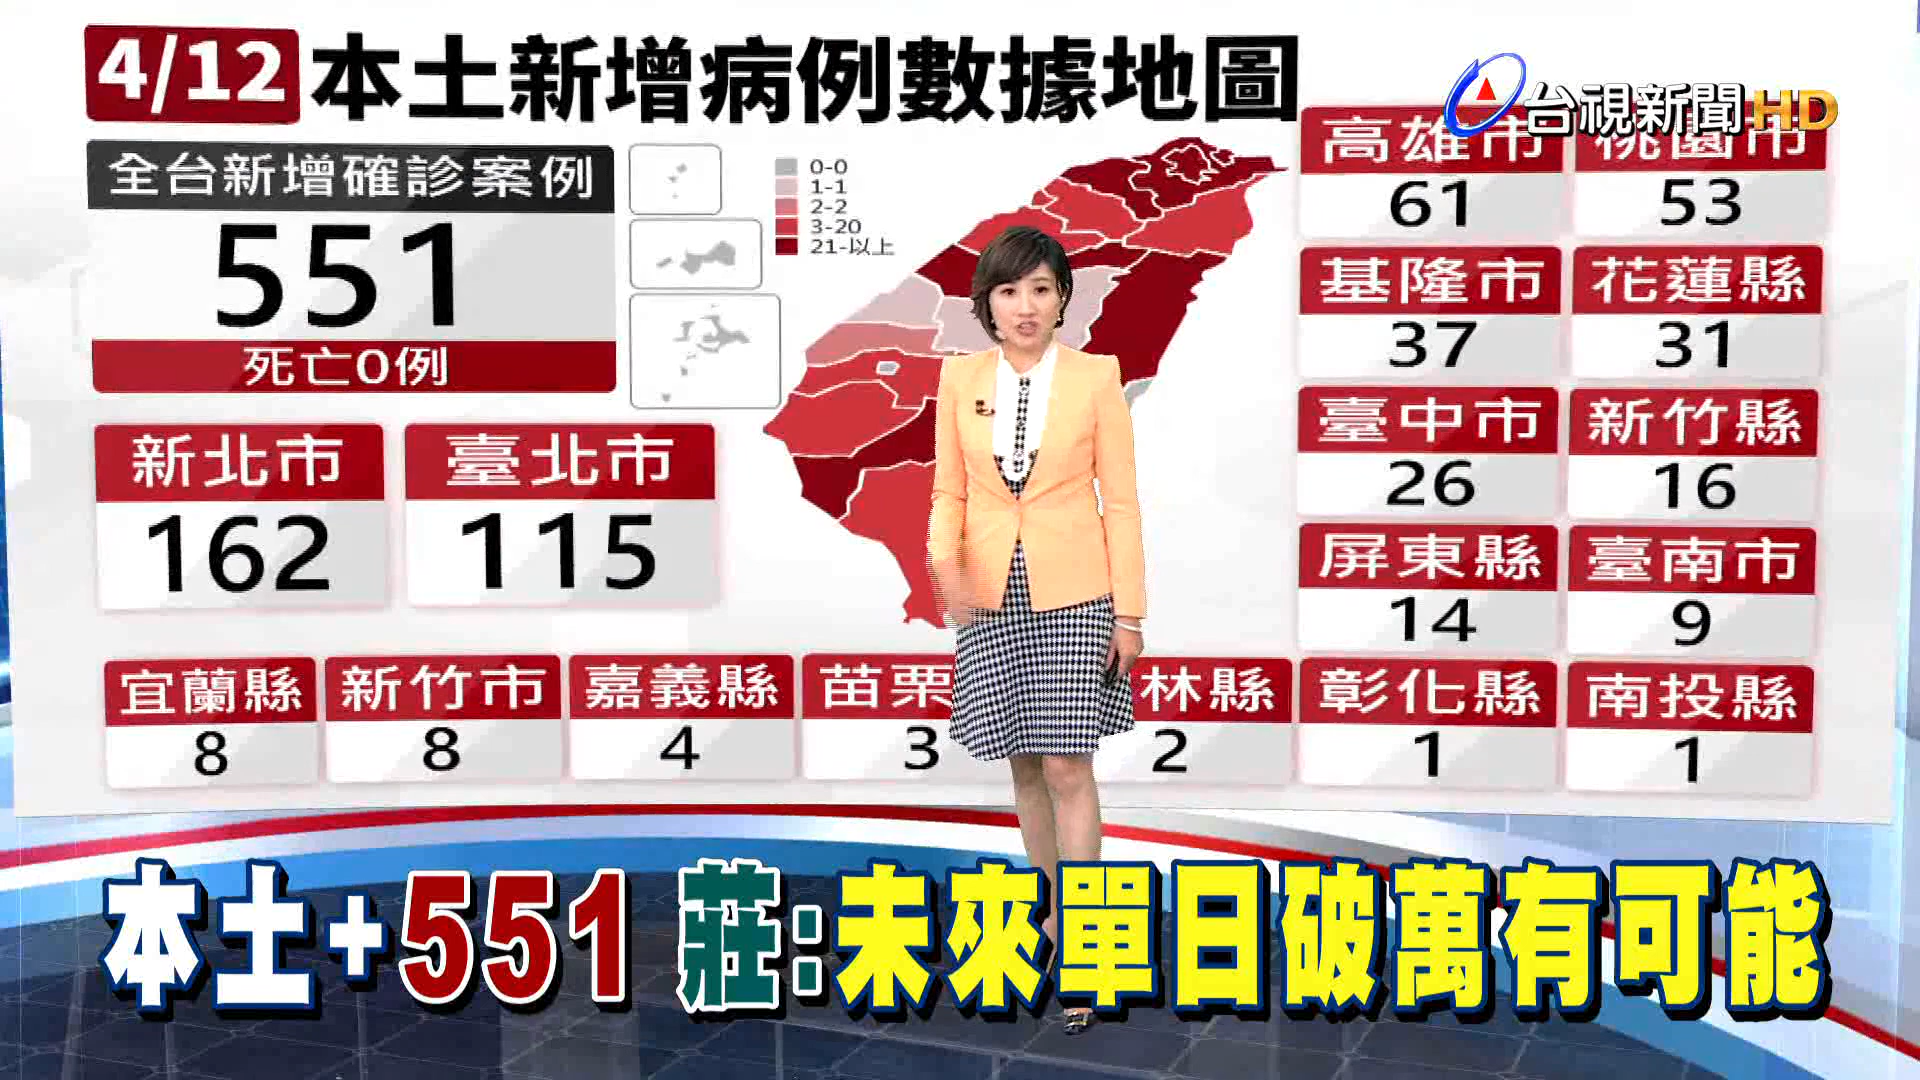 4/12 本土新增病例數據地圖
台視新聞HD
全台新增確診案例
551
死亡0例
0-0
1-1
2-2
3-20
21-以上
新北市
162
臺北市
115
高雄市
61
桃園市
53
基隆市
37
花蓮縣
31
臺中市
26
新竹縣
16
屏東縣
14
臺南市
9
宜蘭縣
8
新竹市
8
嘉義縣
4
苗栗
3
林縣
2
彰化縣
1
南投縣
1
本土+551 莊:未來單日破萬有可能